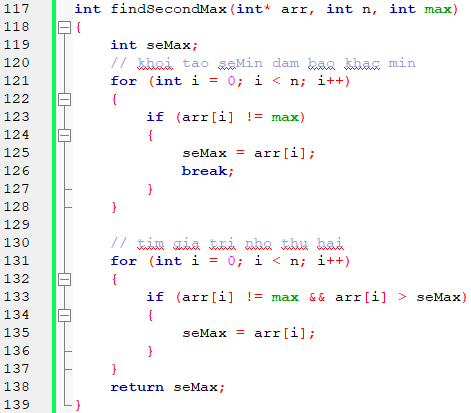 117 int findSecondMax(int* arr, int n, int max)
118 {
119     int seMax;
120     // khoi tao seMin dam bao khac min
121     for (int i = 0; i < n; i++)
122     {
123         if (arr[i] != max)
124         {
125             seMax = arr[i];
126             break;
127         }
128     }
129
130     // tim gia tri nho thu hai
131     for (int i = 0; i < n; i++)
132     {
133         if (arr[i] != max && arr[i] > seMax)
134         {
135             seMax = arr[i];
136         }
137     }
138     return seMax;
139 }